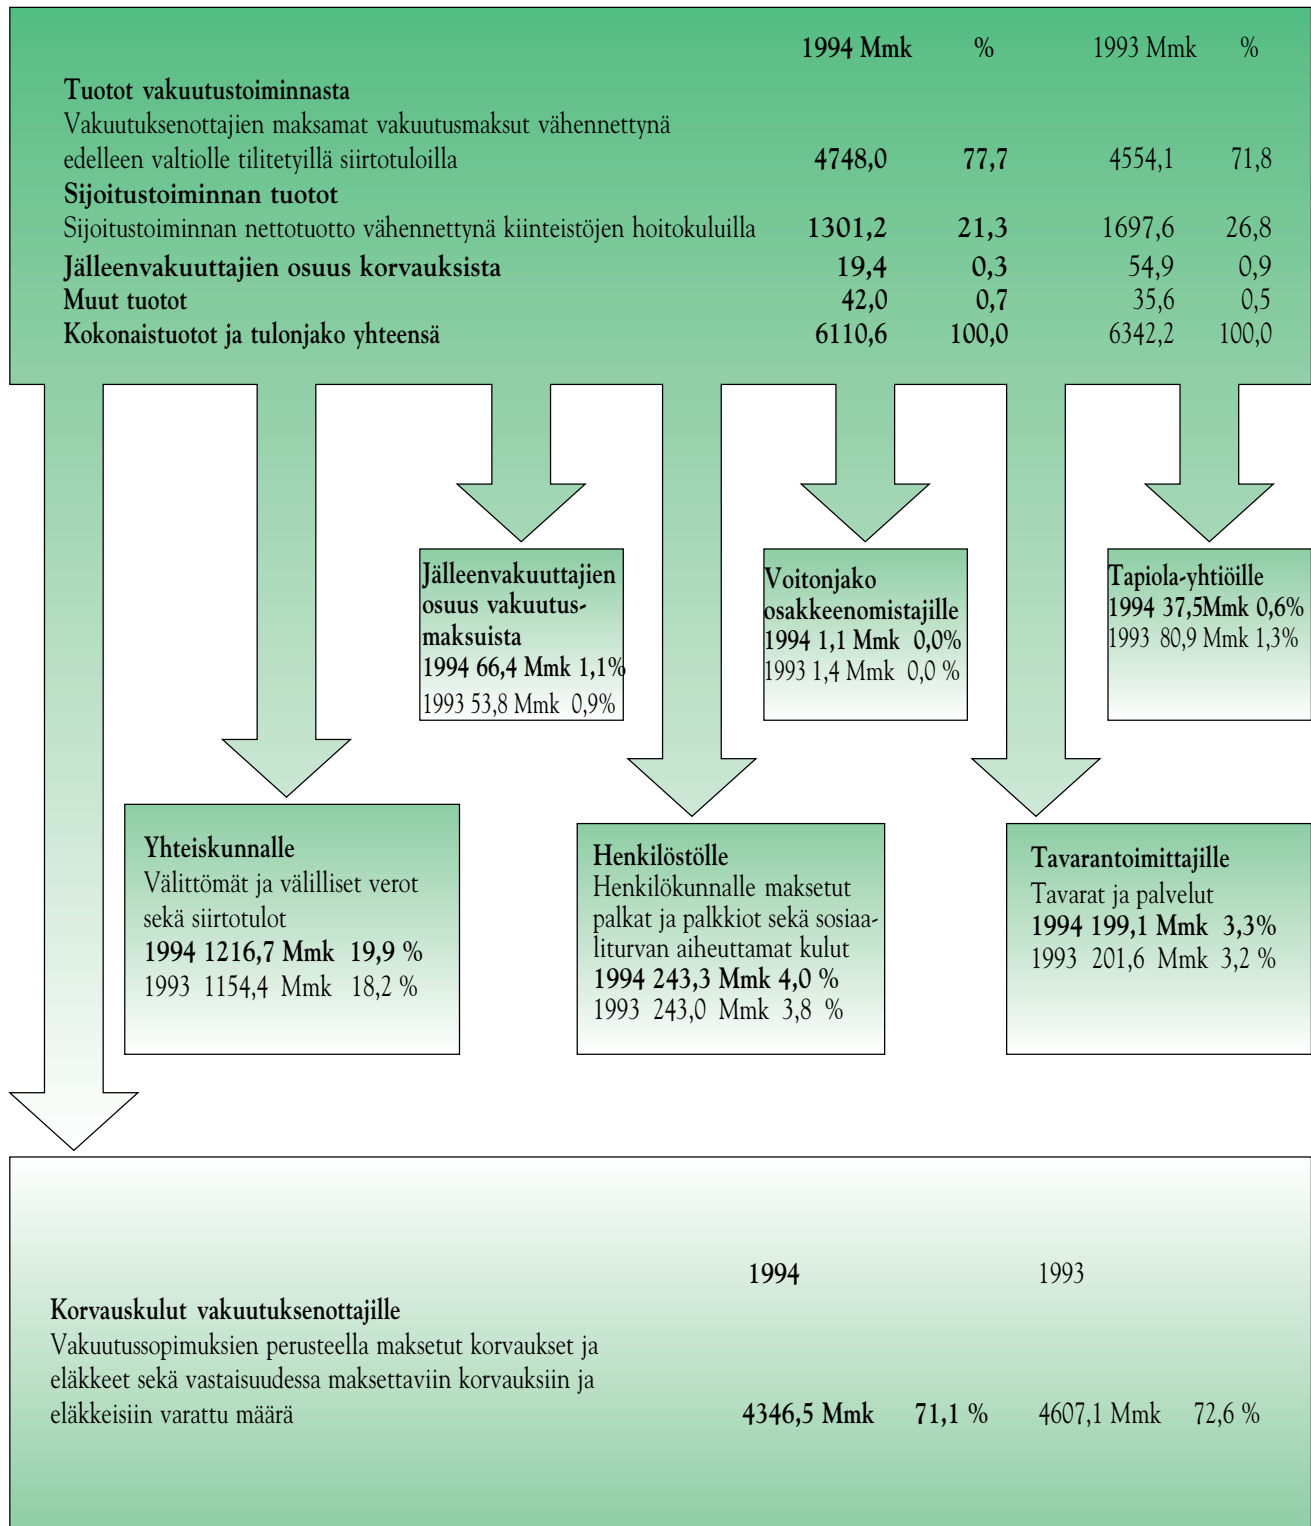 1994 Mmk % 1993 Mmk %
Tuotot vakuutustoiminnasta
Vakuutuksenottajien maksamat vakuutusmaksut vähennettynä
edelleen valtiolle tilitetyillä siirtotuloilla 4748,0 77,7 4554,1 71,8
Sijoitustoiminnan tuotot
Sijoitustoiminnan nettotuotto vähennettynä kiinteistöjen hoitokuluilla 1301,2 21,3 1697,6 26,8
Jälleenvakuuttajien osuus korvauksista 19,4 0,3 54,9 0,9
Muut tuotot 42,0 0,7 35,6 0,5
Kokonaistuotot ja tulonjako yhteensä 6110,6 100,0 6342,2 100,0
Jälleenvakuuttajien
osuus vakuutus-
maksuista
1994 66,4 Mmk 1,1%
1993 53,8 Mmk 0,9%
Voitonjako
osakkeenomistajille
1994 1,1 Mmk 0,0%
1993 1,4 Mmk 0,0 %
Tapiola-yhtiöille
1994 37,5Mmk 0,6%
1993 80,9 Mmk 1,3%
Yhteiskunnalle
Välittömät ja välilliset verot
sekä siirtotulot
1994 1216,7 Mmk 19,9 %
1993 1154,4 Mmk 18,2 %
Henkilöstölle
Henkilökunnalle maksetut
palkat ja palkkiot sekä sosiaa-
liturvan aiheuttamat kulut
1994 243,3 Mmk 4,0 %
1993 243,0 Mmk 3,8 %
Tavarantoimittajille
Tavarat ja palvelut
1994 199,1 Mmk 3,3%
1993 201,6 Mmk 3,2 %
1994 1993
Korvauskulut vakuutuksenottajille
Vakuutussopimuksien perusteella maksetut korvaukset ja
eläkkeet sekä vastaisuudessa maksettaviin korvauksiin ja
eläkkeisiin varattu määrä 4346,5 Mmk 71,1 % 4607,1 Mmk 72,6 %